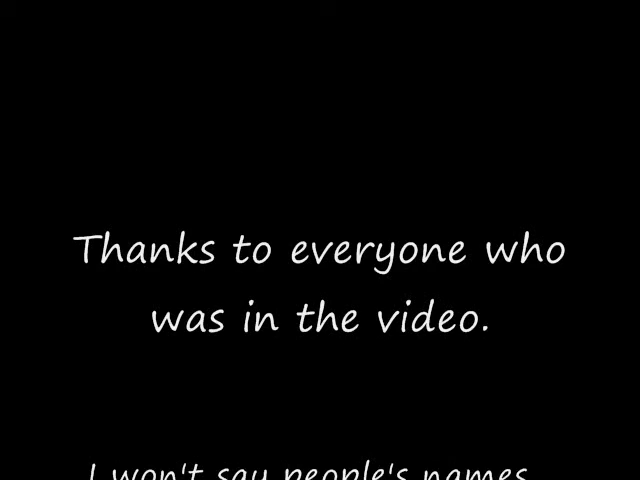 Thanks to everyone who
was in the video.
I won't say people's names